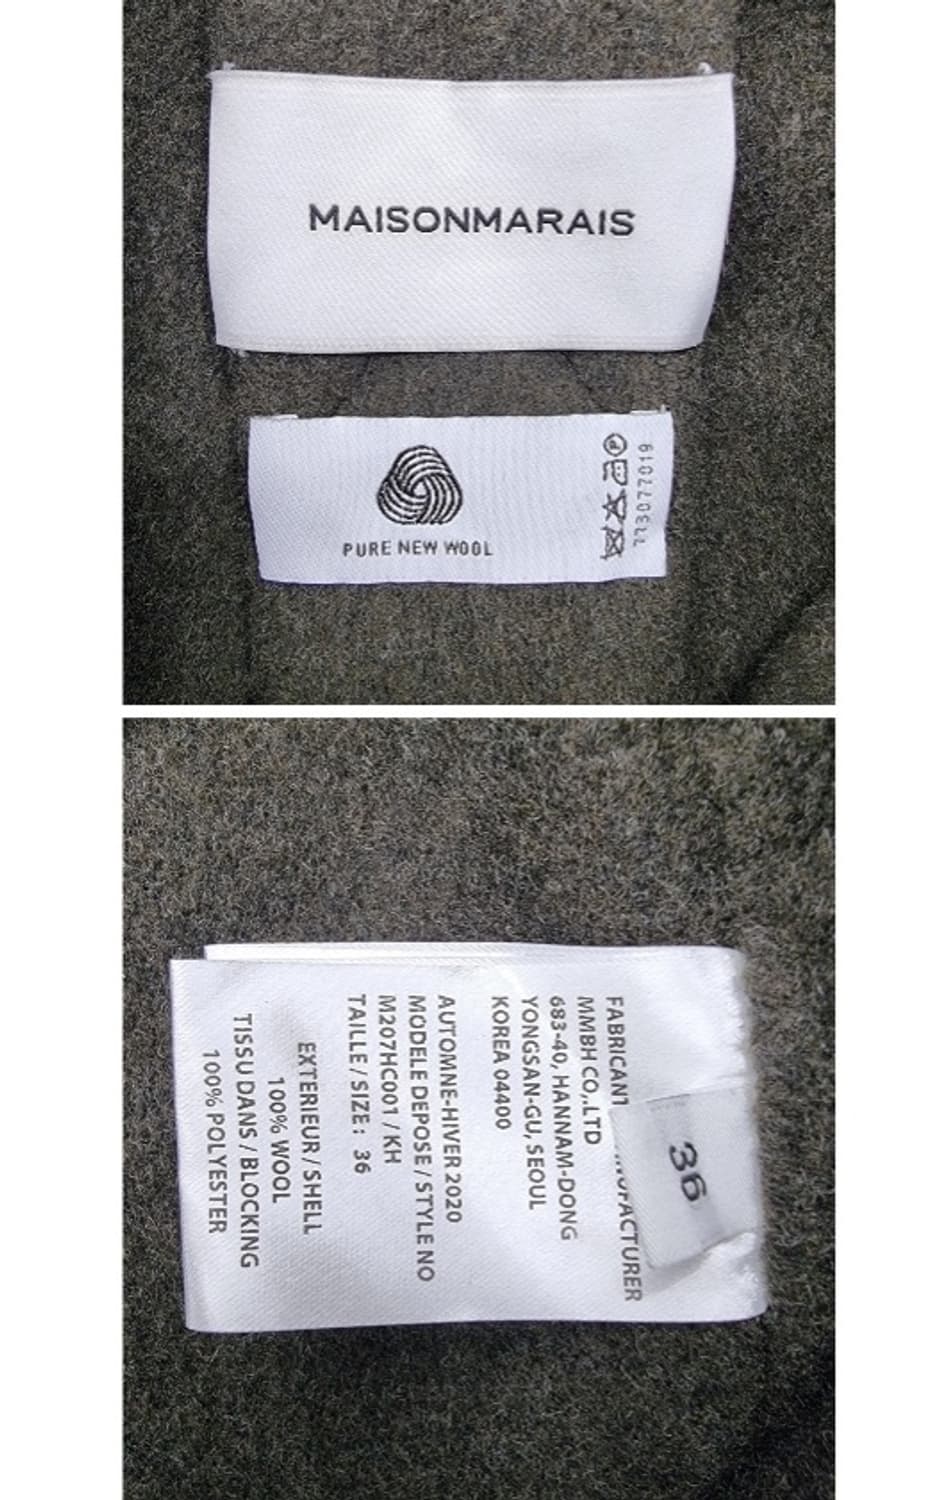 MAISONMARAIS
PURE NEW WOOL
FABRICANT
MMBH CO,.LTD
683-40, HANNAM-DONG
YONGSAN-GU, SEOUL
KOREA 04400
AUTOMNE-HIVER 2020
MODELE DEPOSE / STYLE NO
M207HC001 / KH
TAILLE / SIZE : 36
EXTERIEUR / SHELL
100% WOOL
TISSU DANS / BLOCKING
100% POLYESTER
36